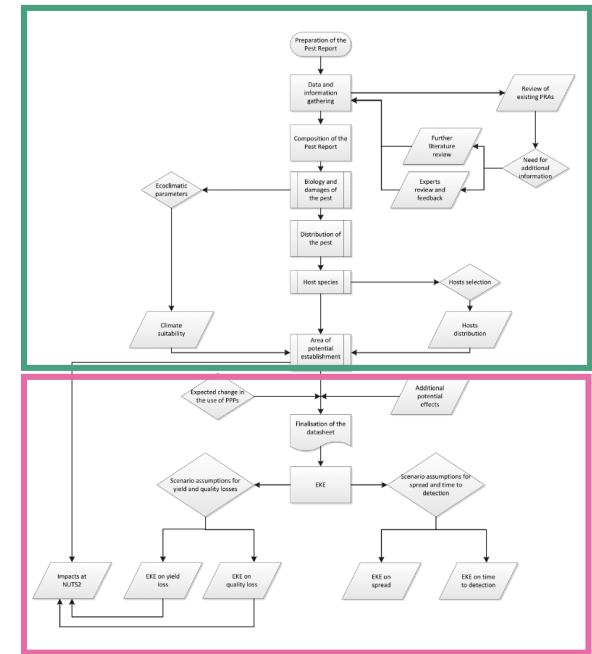 Preparation of the
Pest Report
Data and
information
gathering
Review of
existing PRAs
Composition of the
Pest Report
Further
literature
review
Need for
additional
information
Experts
review and
feedback
Ecoclimatic
parameters
Biology and
damages of
the pest
Distribution of
the pest
Host species
Hosts selection
Climate
suitability
Hosts
distribution
Area of
potential
establishment
Expected change in
the use of PPPs
Additional
potential
effects
Finalisation of the
datasheet
Scenario assumptions for
yield and quality losses
EKE
Scenario assumptions for
spread and time to
detection
Impacts at
NUTS2
EKE on yield
loss
EKE on
quality loss
EKE on
spread
EKE on time
to detection